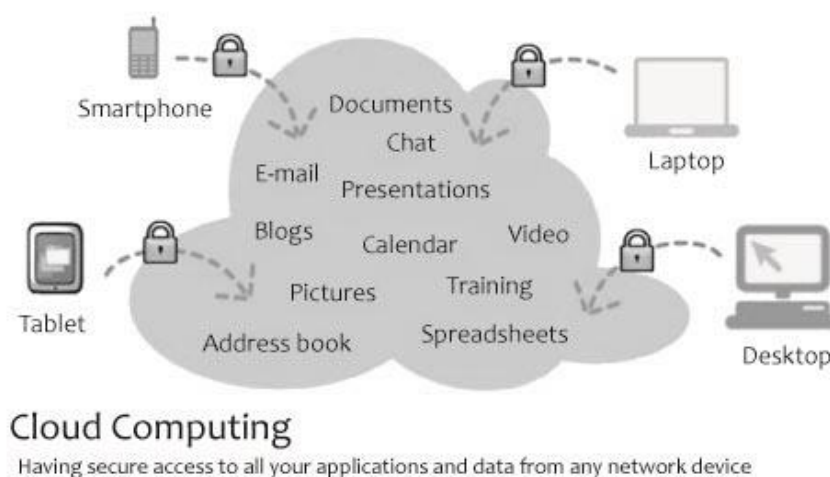 Smartphone
Documents
Chat
Laptop
E-mail
Presentations
Blogs
Calendar
Video
Tablet
Pictures
Training
Address book
Spreadsheets
Desktop
Cloud Computing
Having secure access to all your applications and data from any network device